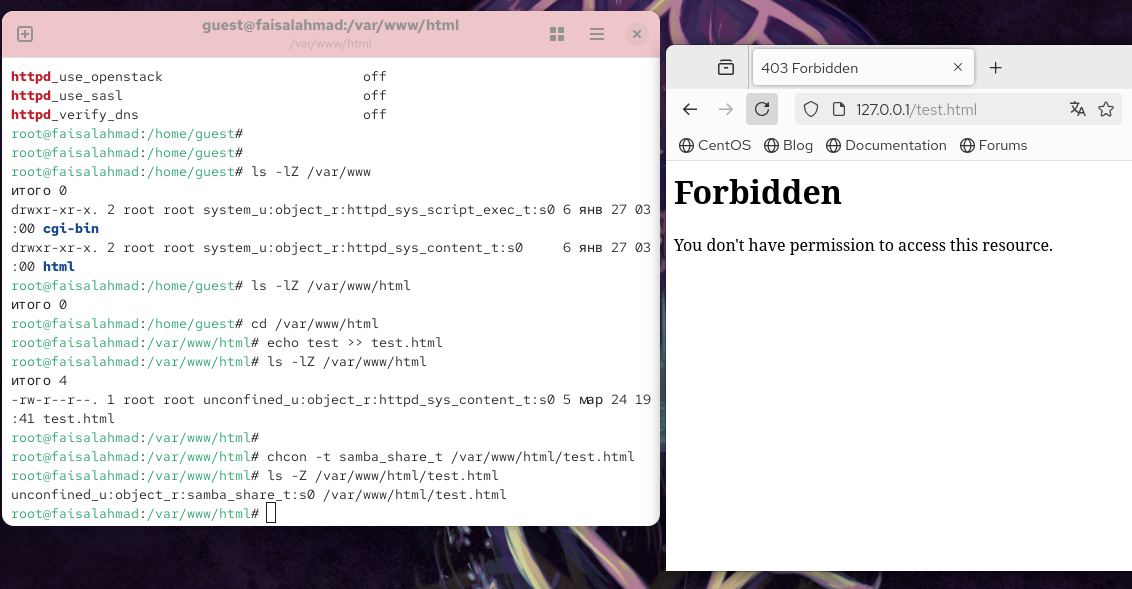 guest@faisalahmad:/var/www/html
/var/www/html
httpd_use_openstack                         off
httpd_use_sasl                              off
httpd_verify_dns                            off
root@faisalahmad:/home/guest#
root@faisalahmad:/home/guest#
root@faisalahmad:/home/guest# ls -lZ /var/www
итого 0
drwxr-xr-x. 2 root root system_u:object_r:httpd_sys_script_exec_t:s0 6 янв 27 03
:00 cgi-bin
drwxr-xr-x. 2 root root system_u:object_r:httpd_sys_content_t:s0     6 янв 27 03
:00 html
root@faisalahmad:/home/guest# ls -lZ /var/www/html
итого 0
root@faisalahmad:/home/guest# cd /var/www/html
root@faisalahmad:/var/www/html# echo test >> test.html
root@faisalahmad:/var/www/html# ls -lZ /var/www/html
итого 4
-rw-r--r--. 1 root root unconfined_u:object_r:httpd_sys_content_t:s0 5 мар 24 19
:41 test.html
root@faisalahmad:/var/www/html#
root@faisalahmad:/var/www/html# chcon -t samba_share_t /var/www/html/test.html
root@faisalahmad:/var/www/html# ls -Z /var/www/html/test.html
unconfined_u:object_r:samba_share_t:s0 /var/www/html/test.html
root@faisalahmad:/var/www/html#
403 Forbidden
127.0.0.1/test.html
CentOS Blog Documentation Forums
Forbidden
You don't have permission to access this resource.